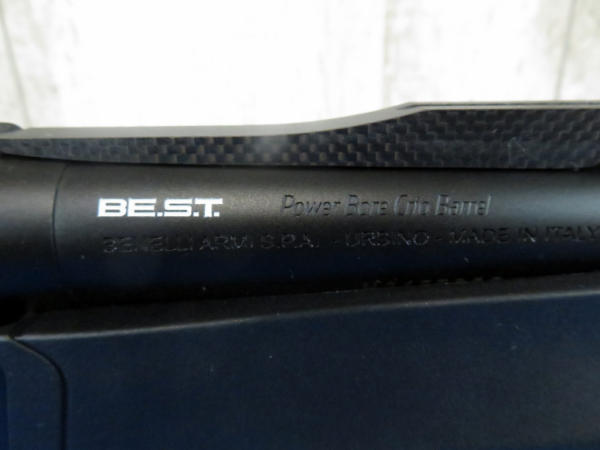 BE.S.T. Power Bore Crio Barrel
BENELLI ARMI S.P.A. - URBINO - MADE IN ITALY